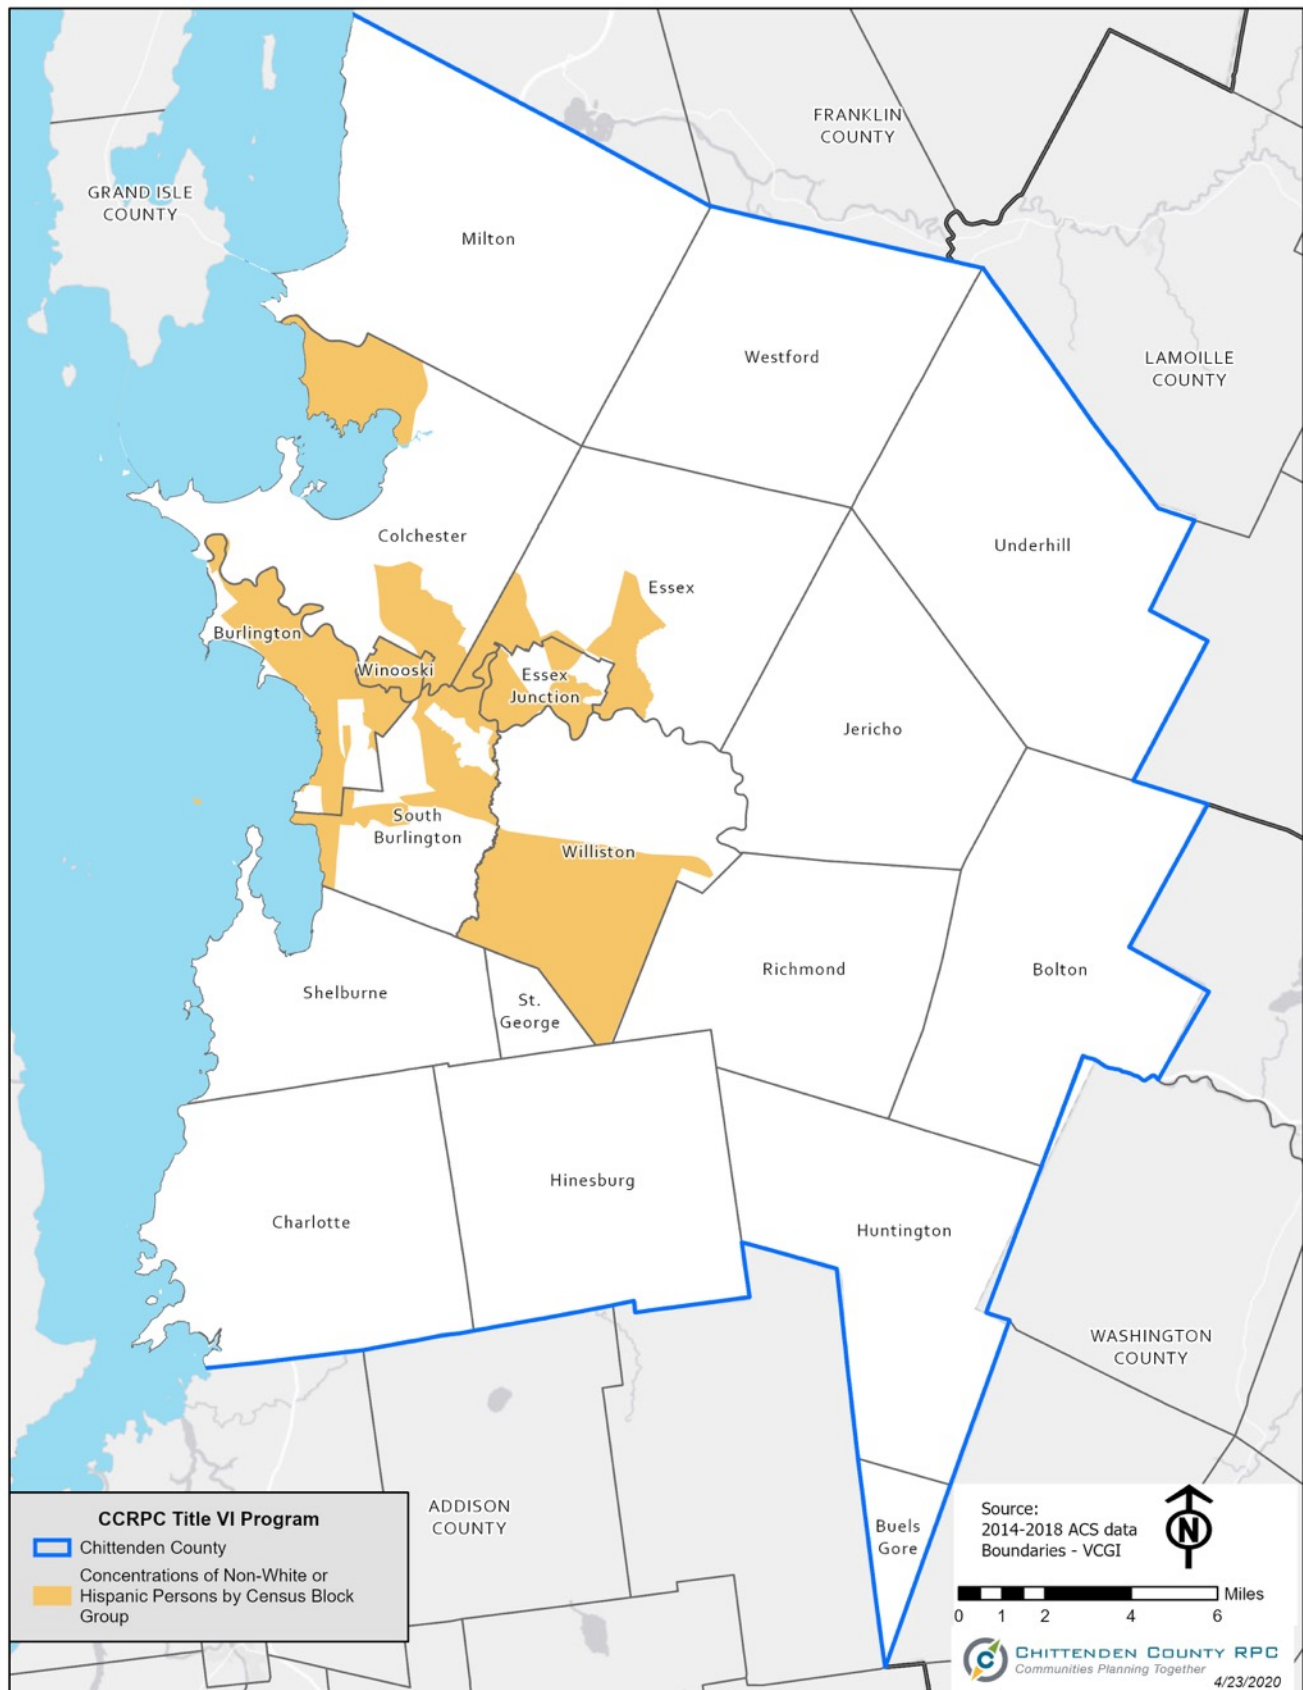 FRANKLIN
COUNTY
GRAND ISLE
COUNTY
Milton
Westford
LAMOILLE
COUNTY
Colchester
Underhill
Essex
Burlington
Winooski
Essex
Junction
Jericho
South
Burlington
Williston
Richmond
Bolton
Shelburne
St.
George
Hinesburg
Charlotte
Huntington
WASHINGTON
COUNTY
ADDISON
COUNTY
Buels
Gore
CCRPC Title VI Program
Chittenden County
Concentrations of Non-White or
Hispanic Persons by Census Block
Group
Source:
2014-2018 ACS data
Boundaries - VCGI
N
Miles
0 1 2 4 6
C
CHITTENDEN COUNTY RPC
Communities Planning Together
4/23/2020